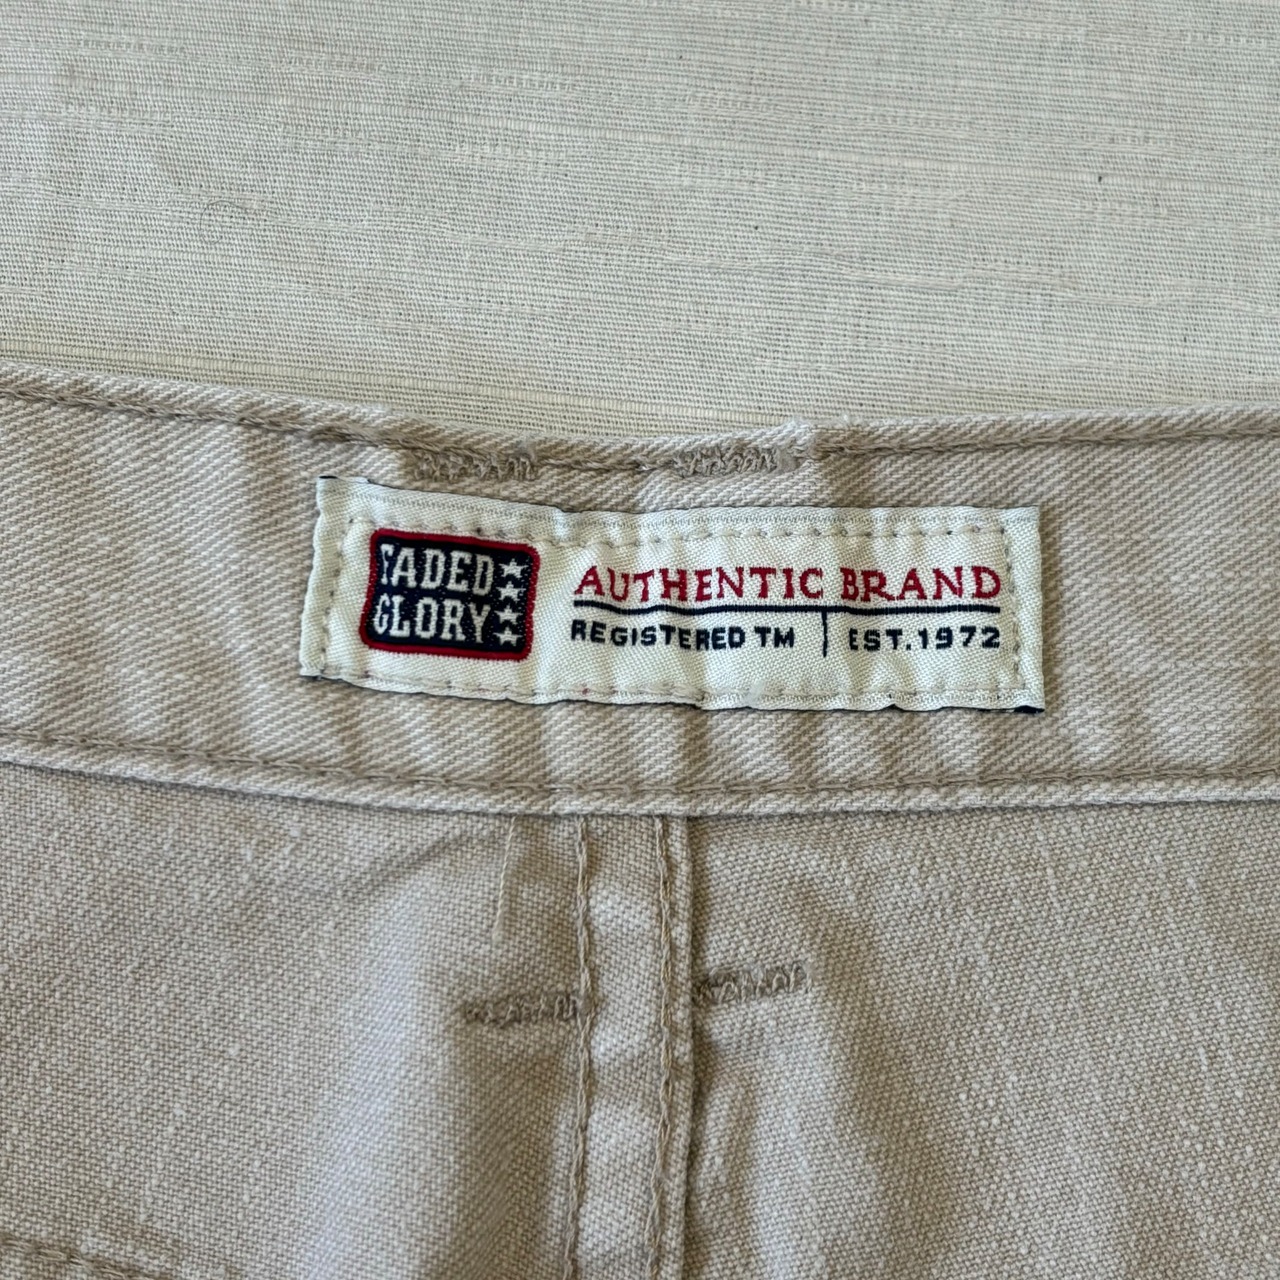 FADED
GLORY
AUTHENTIC BRAND
REGISTERED TM | EST.1972